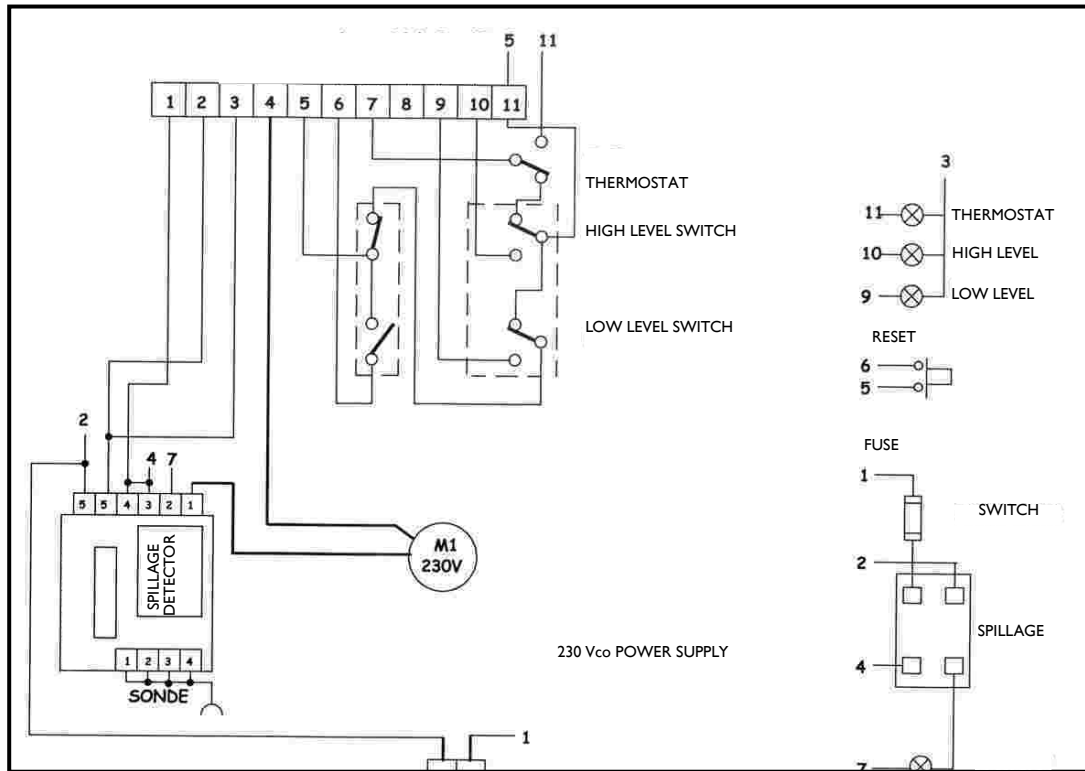 5 11
1 2 3 4 5 6 7 8 9 10 11
THERMOSTAT
HIGH LEVEL SWITCH
LOW LEVEL SWITCH
3
11 THERMOSTAT
10 HIGH LEVEL
9 LOW LEVEL
RESET
6
5
FUSE
1
SWITCH
2
SPILLAGE
4
7
2
4 7
5 5 4 3 2 1
SPILLAGE
DETECTOR
1 2 3 4
SONDE
M1
230V
230 Vco POWER SUPPLY
1